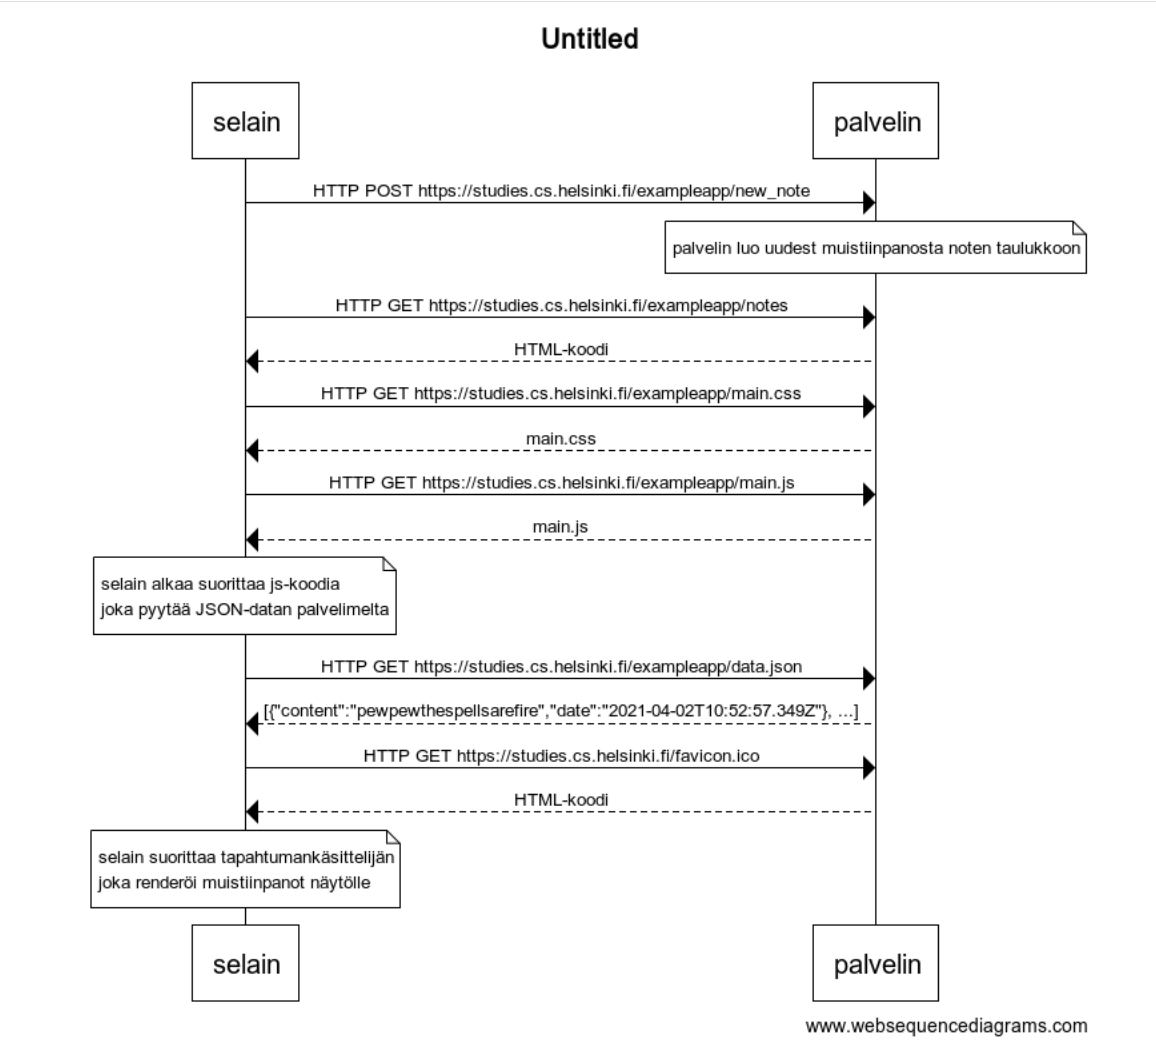 Untitled
selain
palvelin
HTTP POST https://studies.cs.helsinki.fi/exampleapp/new_note
palvelin luo uudest muistiinpanosta noten taulukkoon
HTTP GET https://studies.cs.helsinki.fi/exampleapp/notes
HTML-koodi
HTTP GET https://studies.cs.helsinki.fi/exampleapp/main.css
main.css
HTTP GET https://studies.cs.helsinki.fi/exampleapp/main.js
main.js
selain alkaa suorittaa js-koodia
joka pyytää JSON-datan palvelimelta
HTTP GET https://studies.cs.helsinki.fi/exampleapp/data.json
[{"content":"pewpewthespellsarefire","date":"2021-04-02T10:52:57.349Z"}, ...]
HTTP GET https://studies.cs.helsinki.fi/favicon.ico
HTML-koodi
selain suorittaa tapahtumankäsittelijän
joka renderöi muistiinpanot näytölle
selain
palvelin
www.websequencediagrams.com